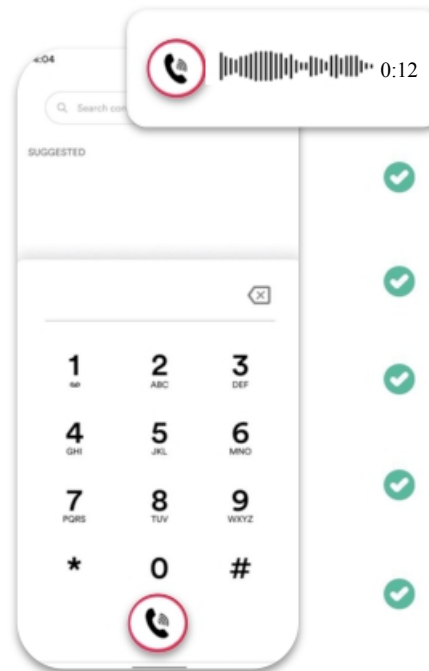 :04
0:12
Search con
SUGGESTED
1 2 3
ABC DEF
4 5 6
GHI JKL MNO
7 8 9
PQRS TUV WXYZ
* 0 #